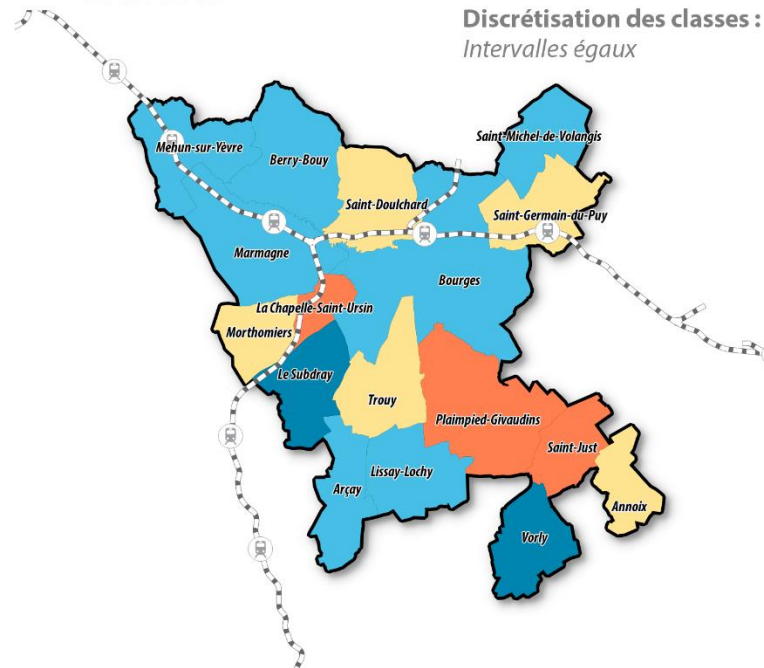 Discrétisation des classes :
Intervalles égaux
Saint-Michel-de-Volangis
Mehun-sur-Yèvre
Berry-Bouy
Saint-Doulchard
Saint-Germain-du-Puy
Marmagne
Bourges
La Chapelle-Saint-Ursin
Morthomiers
Le Subdray
Trouy
Plaimpied-Givaudins
Saint-Just
Lissay-Lochy
Arçay
Annoix
Vorly